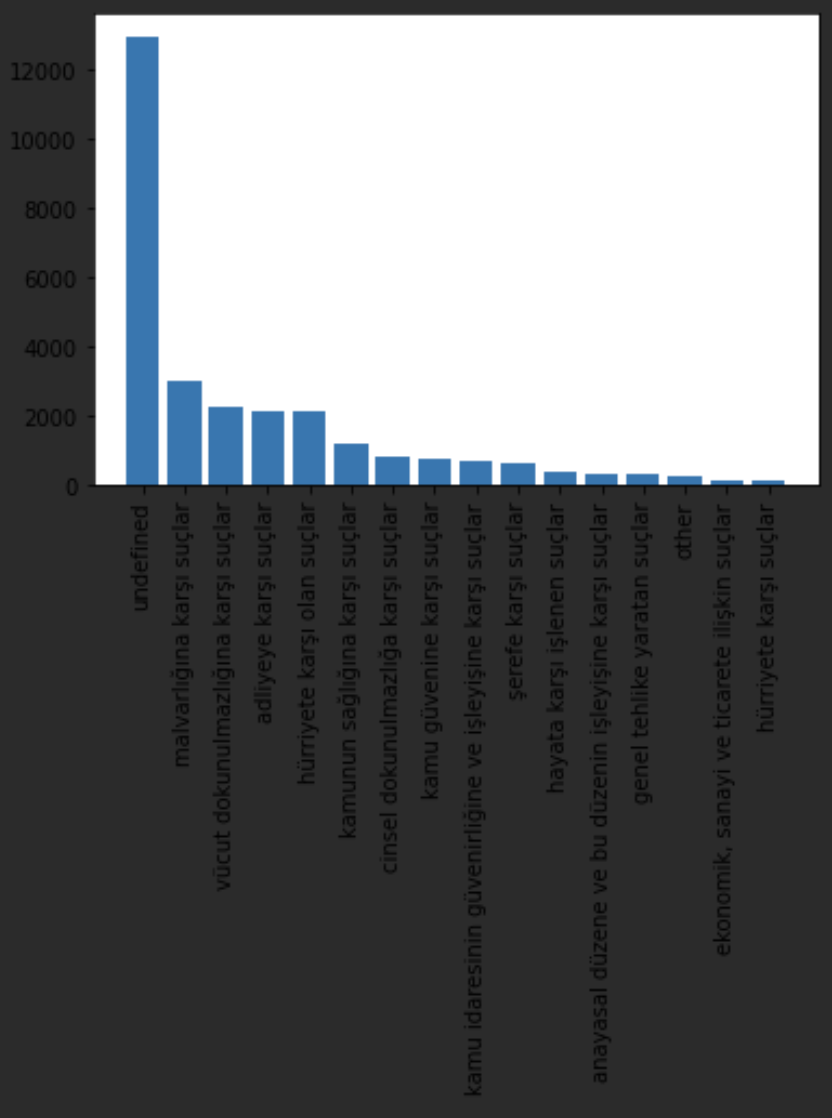 12000
10000
8000
6000
4000
2000
0
undefined
malvarlığına karşı suçlar
vücut dokunulmazlığına karşı suçlar
adliyeye karşı suçlar
hürriyete karşı olan suçlar
kamunun sağlığına karşı suçlar
cinsel dokunulmazlığa karşı suçlar
kamu güvenine karşı suçlar
kamu idaresinin güvenirliğine ve işleyişine karşı suçlar
şerefe karşı suçlar
hayata karşı işlenen suçlar
anayasal düzene ve bu düzenin işleyişine karşı suçlar
genel tehlike yaratan suçlar
other
ekonomik, sanayi ve ticarete ilişkin suçlar
hürriyete karşı suçlar